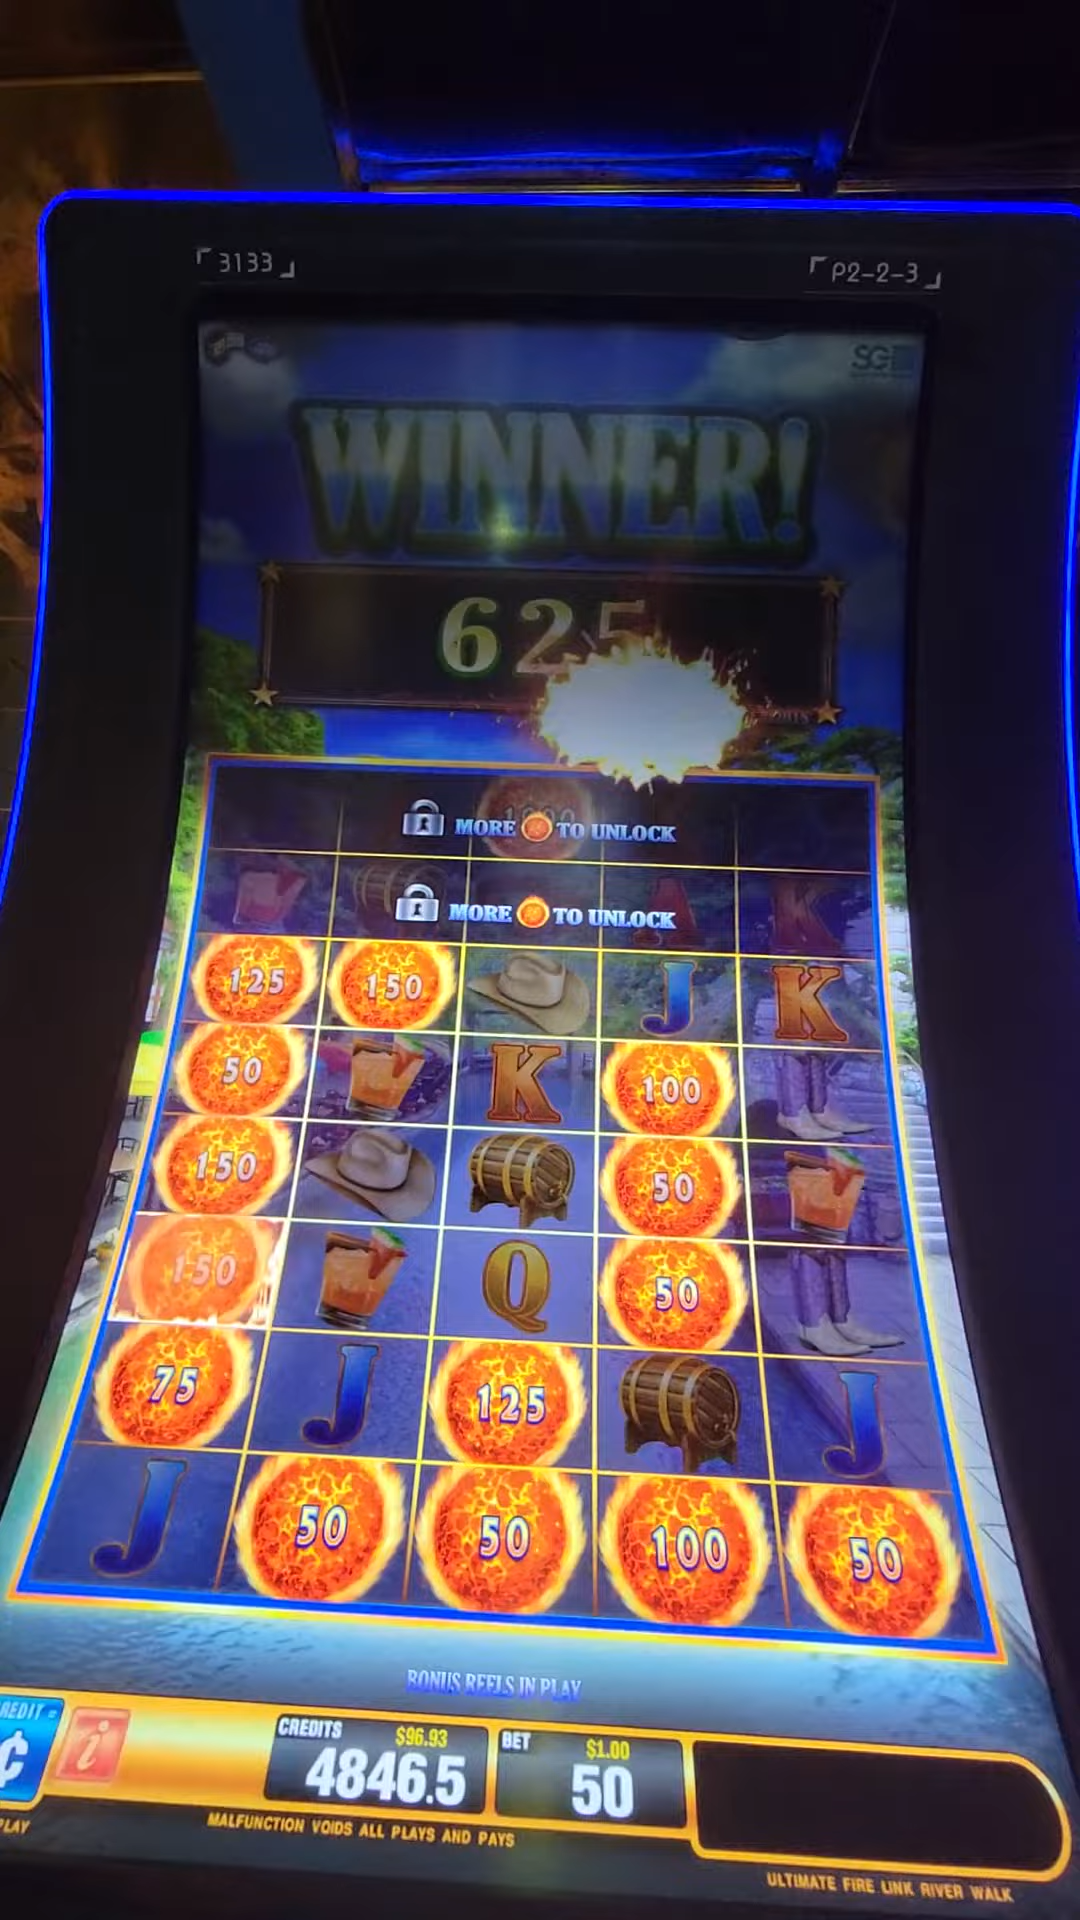 3133
P2-2-3
SG
WINNER!
625
MORE TO UNLOCK
MORE TO UNLOCK
A K
125 150 J K
50 K 100
150 50
150 Q 50
75 J 125 J
J 50 50 100 50
BONUS REELS IN PLAY
CREDIT =
¢
i
CREDITS $96.93
4846.5
BET $1.00
50
PLAY
MALFUNCTION VOIDS ALL PLAYS AND PAYS
ULTIMATE FIRE LINK RIVER WALK